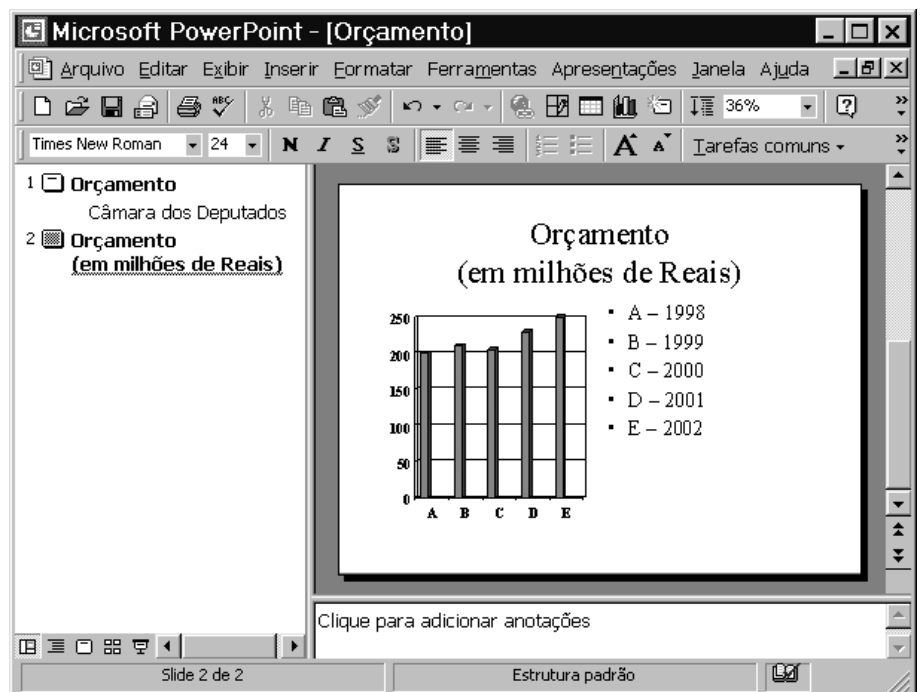 Microsoft PowerPoint - [Orçamento]
Arquivo Editar Exibir Inserir Formatar Ferramentas Apresentações Janela Ajuda
36%
Times New Roman 24 N I S S A A Tarefas comuns
1 Orçamento
Câmara dos Deputados
2 Orçamento
(em milhões de Reais)
Orçamento
(em milhões de Reais)
250
200
150
100
50
0
A B C D E
▪ A – 1998
▪ B – 1999
▪ C – 2000
▪ D – 2001
▪ E – 2002
Clique para adicionar anotações
Slide 2 de 2 Estrutura padrão